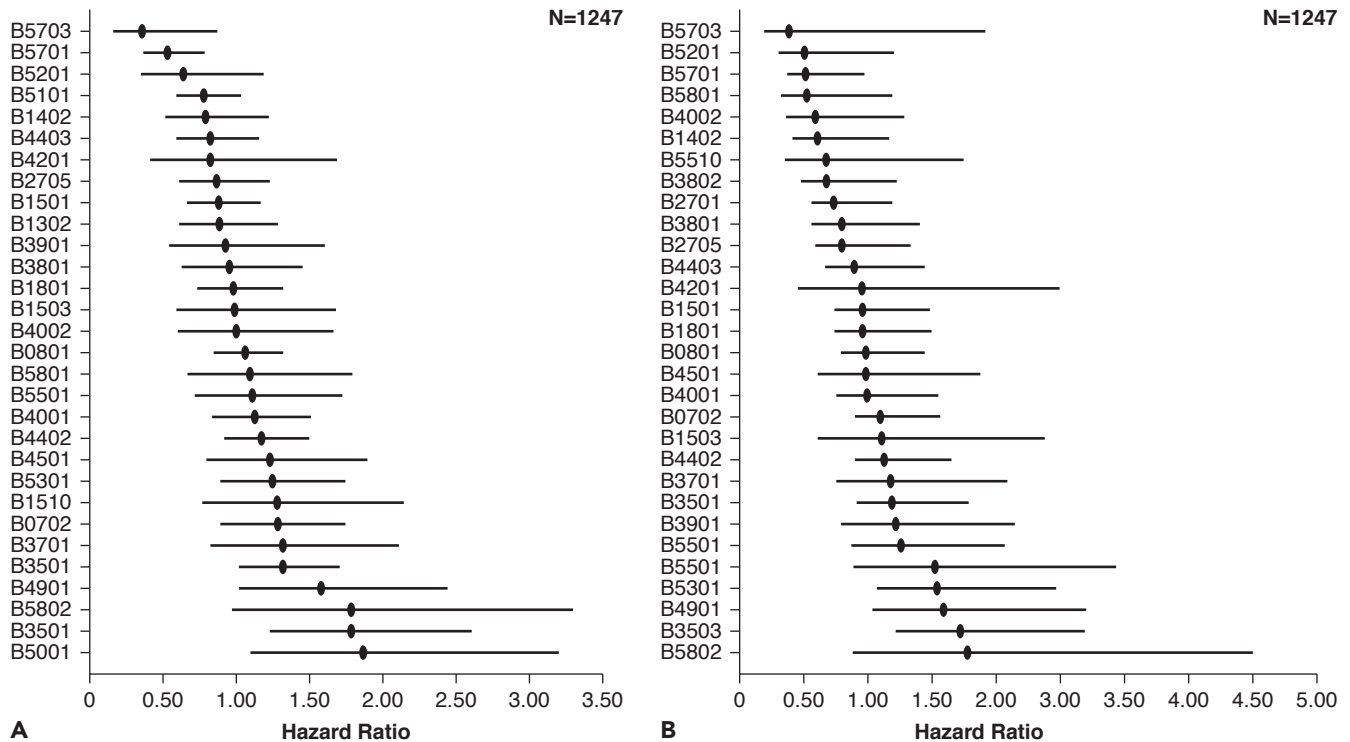 N=1247
B5703
B5701
B5201
B5101
B1402
B4403
B4201
B2705
B1501
B1302
B3901
B3801
B1801
B1503
B4002
B0801
B5801
B5501
B4001
B4402
B4501
B5301
B1510
B0702
B3701
B3501
B4901
B5802
B3501
B5001
0 0.50 1.00 1.50 2.00 2.50 3.00 3.50
A Hazard Ratio
N=1247
B5703
B5201
B5701
B5801
B4002
B1402
B5510
B3802
B2701
B3801
B2705
B4403
B4201
B1501
B1801
B0801
B4501
B4001
B0702
B1503
B4402
B3701
B3501
B3901
B5501
B5501
B5301
B4901
B3503
B5802
0 0.50 1.00 1.50 2.00 3.00 3.50 4.00 4.50 5.00
B Hazard Ratio